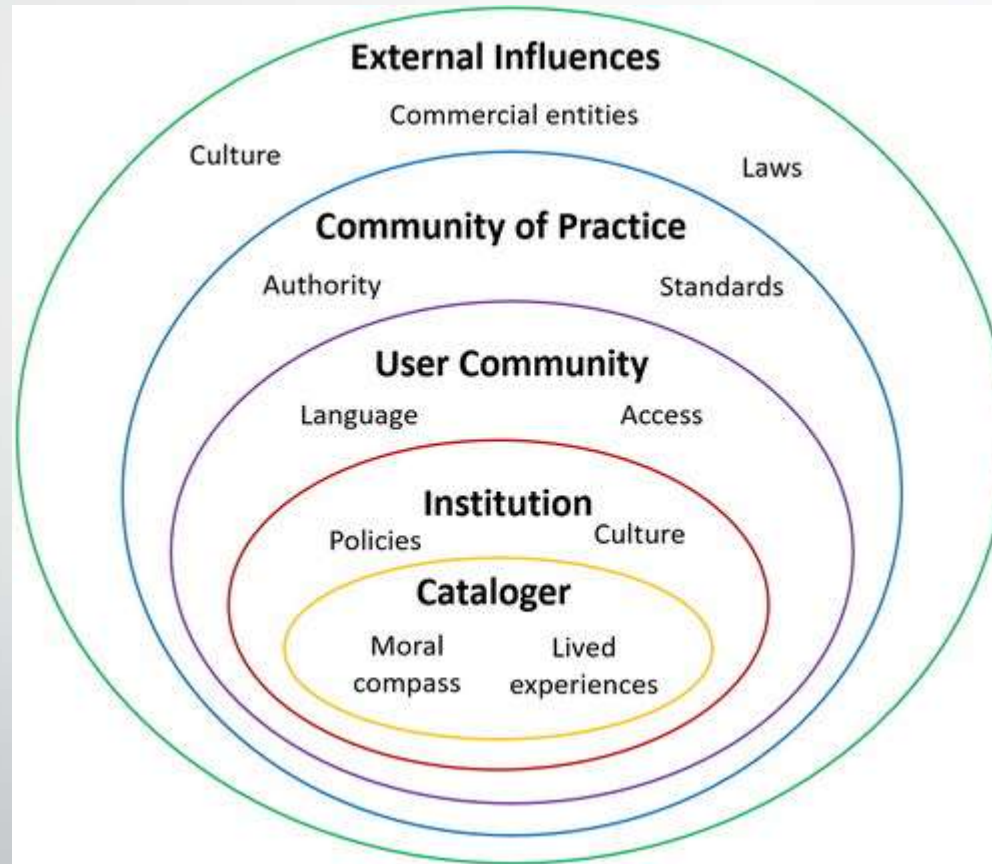 External Influences
Commercial entities
Culture
Laws
Community of Practice
Authority
Standards
User Community
Language
Access
Institution
Policies
Culture
Cataloger
Moral
compass
Lived
experiences